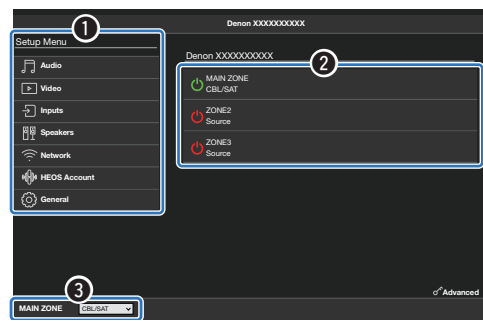 Denon XXXXXXXXXX
1
Setup Menu
Audio
Video
Inputs
Speakers
Network
HEOS Account
General
Denon XXXXXXXXXX
2
MAIN ZONE
CBL/SAT
ZONE2
Source
ZONE3
Source
Advanced
3
MAIN ZONE CBL/SAT